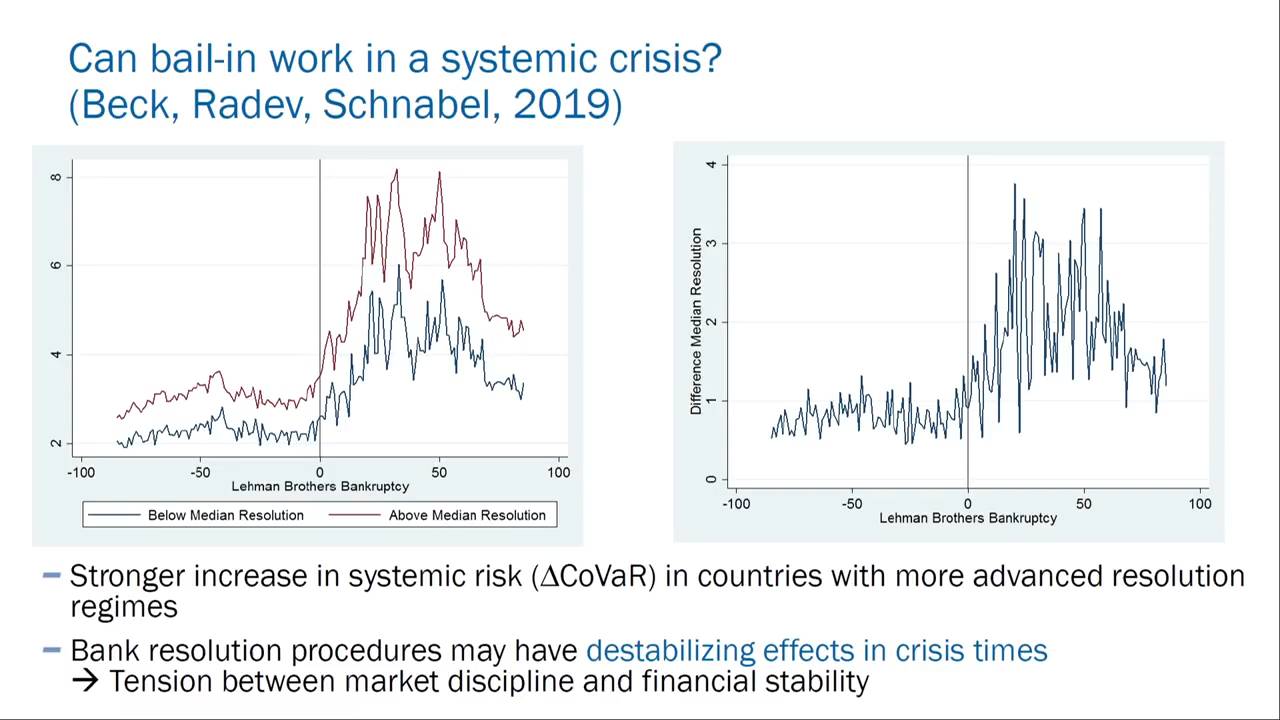 Can bail-in work in a systemic crisis?
(Beck, Radev, Schnabel, 2019)
8
6
4
2
-100 -50 0 50 100
Lehman Brothers Bankruptcy
Below Median Resolution Above Median Resolution
Difference Median Resolution
4
3
2
1
0
-100 -50 0 50 100
Lehman Brothers Bankruptcy
– Stronger increase in systemic risk (ΔCoVaR) in countries with more advanced resolution
regimes
– Bank resolution procedures may have destabilizing effects in crisis times
→ Tension between market discipline and financial stability